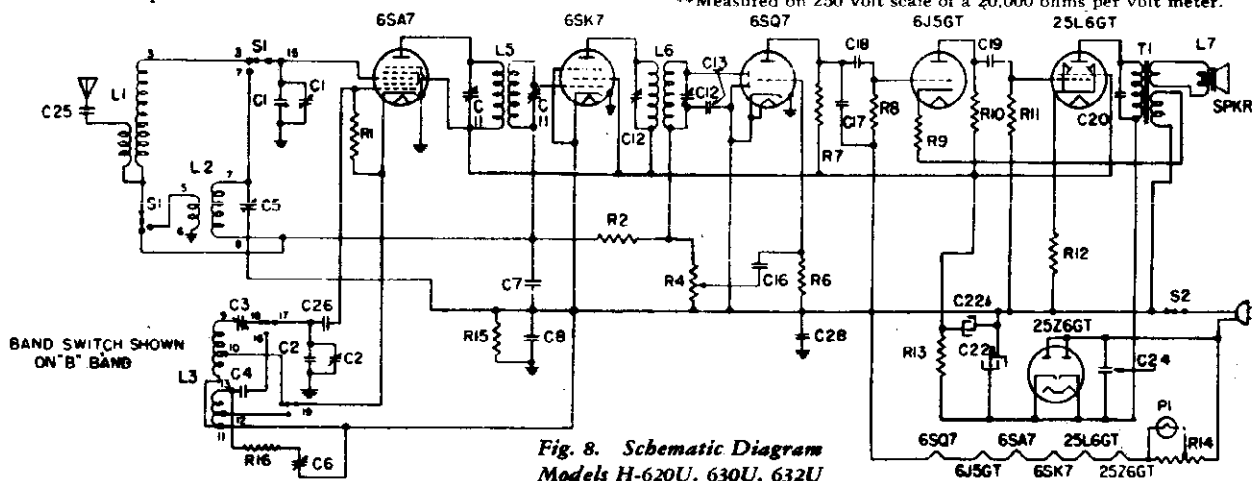 **Measured on 250 volt scale of a 20,000 ohms per volt meter.
6SA7
6SK7
6SQ7
6J5GT
25L6GT
3
3
S1
15
7
L1
C25
C1
C1
R1
L5
C
11
C
11
L6
C13
C12
C12
C18
C17
R7
R8
C19
R9
R10
R11
C20
T1
L7
SPKR
L2
5
7
S1
6
8
C5
R2
R4
C16
R6
R12
C7
C3
9
18
17
C26
C22
S2
BAND SWITCH SHOWN
ON "B" BAND
10
16
C2
C2
R15
C8
C28
R13
C22
25Z6GT
C24
L3
C4
13
12
19
11
R16
C6
Fig. 8. Schematic Diagram
Models H-620U, 630U, 632U
6SQ7
6SA7
25L6GT
P1
R14
6J5GT
6SK7
25Z6GT